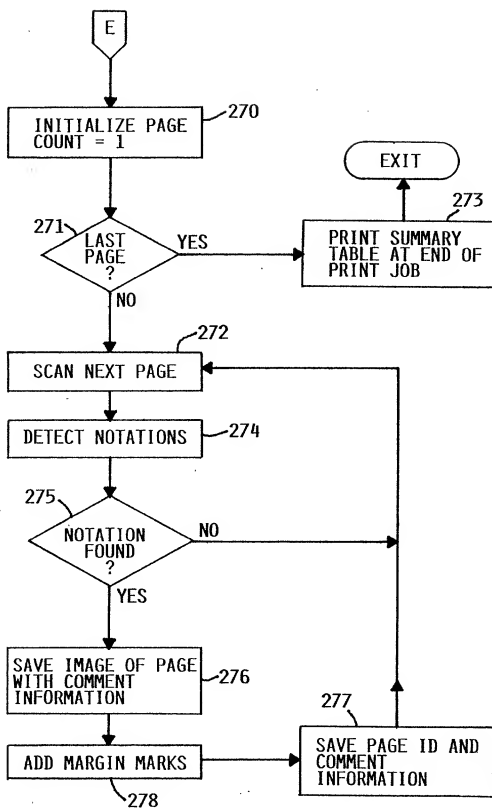 E
270
INITIALIZE PAGE
COUNT = 1
EXIT
273
271
LAST
PAGE
?
YES
PRINT SUMMARY
TABLE AT END OF
PRINT JOB
NO
272
SCAN NEXT PAGE
274
DETECT NOTATIONS
275
NOTATION
FOUND
?
NO
YES
SAVE IMAGE OF PAGE
WITH COMMENT
INFORMATION
276
277
SAVE PAGE ID AND
COMMENT
INFORMATION
ADD MARGIN MARKS
278